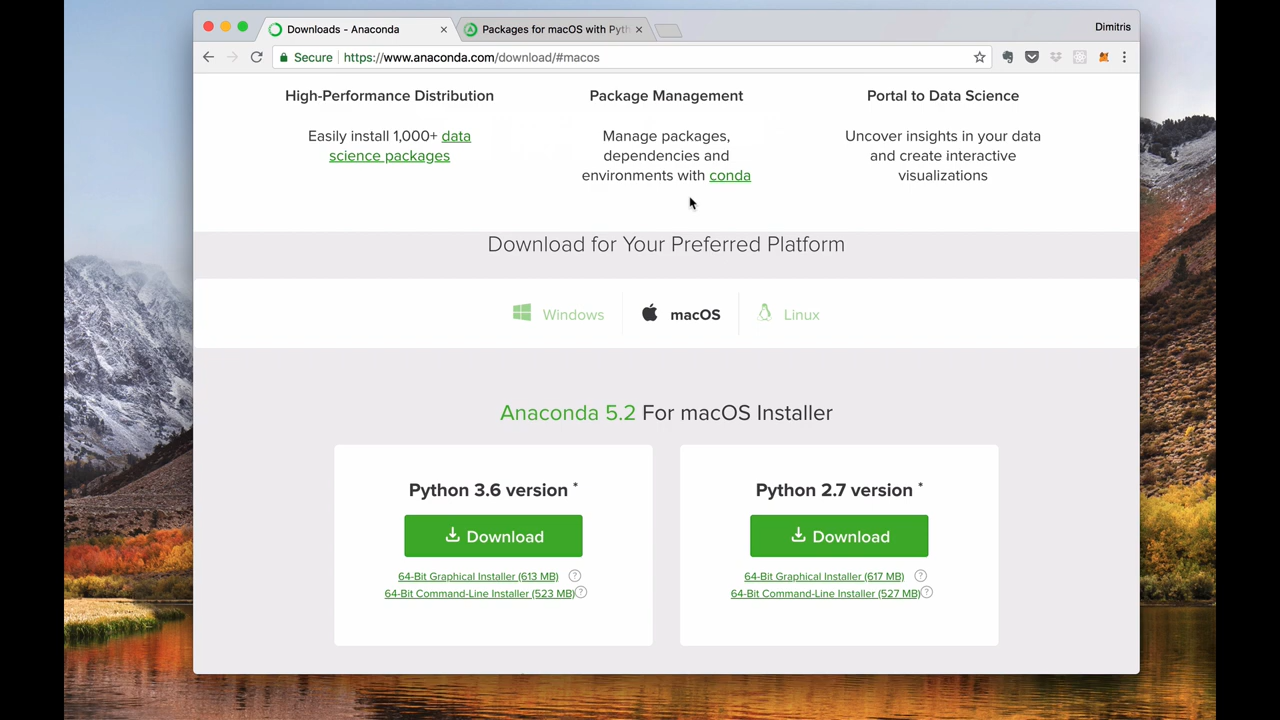 Downloads - Anaconda
Packages for macOS with Pyth
Dimitris
Secure
https://www.anaconda.com/download/#macos
High-Performance Distribution
Easily install 1,000+ data
science packages
Package Management
Manage packages,
dependencies and
environments with conda
Portal to Data Science
Uncover insights in your data
and create interactive
visualizations
Download for Your Preferred Platform
Windows
macOS
Linux
Anaconda 5.2 For macOS Installer
Python 3.6 version *
Download
64-Bit Graphical Installer (613 MB) ?
64-Bit Command-Line Installer (523 MB) ?
Python 2.7 version *
Download
64-Bit Graphical Installer (617 MB) ?
64-Bit Command-Line Installer (527 MB) ?